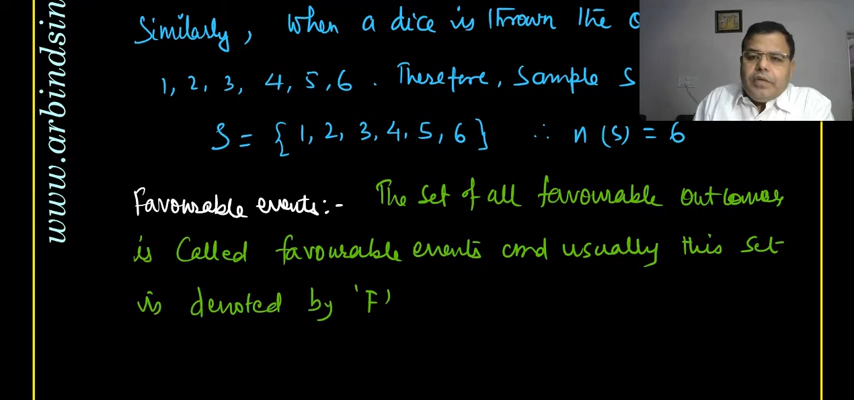 Similarly, when a dice is thrown the o
1, 2, 3, 4, 5, 6. Therefore, Sample S
S = { 1, 2, 3, 4, 5, 6 } ∴ n (S) = 6
Favourable events:- The set of all favourable outcomes
is called favourable events and usually this set
is denoted by 'F'
www.arbindsin